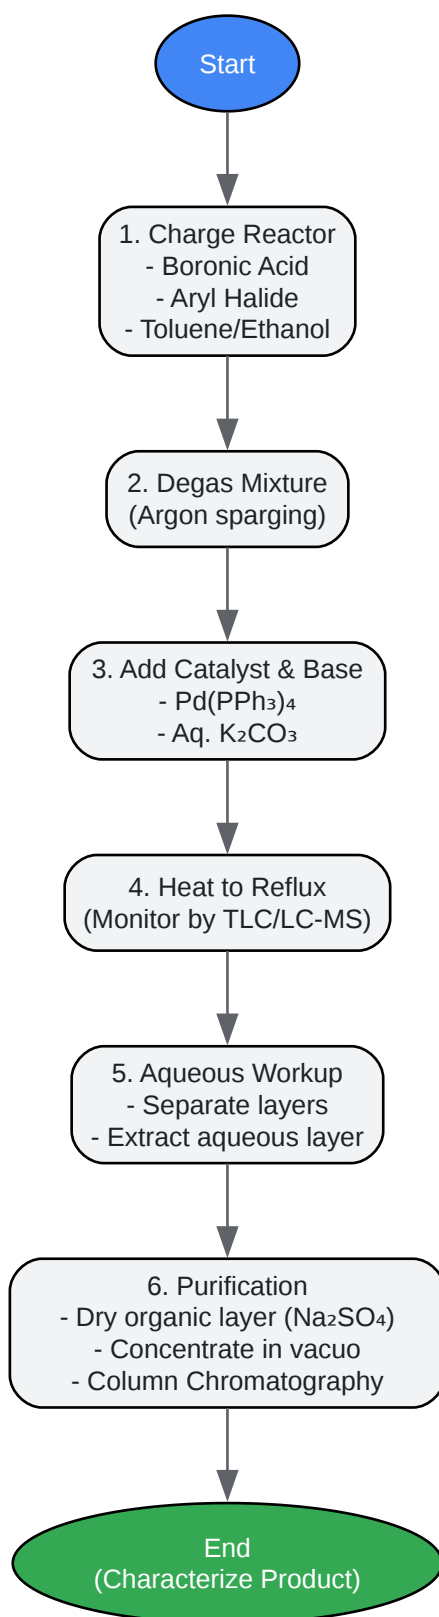 Start
1. Charge Reactor
- Boronic Acid
- Aryl Halide
- Toluene/Ethanol
2. Degas Mixture
(Argon sparging)
3. Add Catalyst & Base
- Pd(PPh₃)₄
- Aq. K₂CO₃
4. Heat to Reflux
(Monitor by TLC/LC-MS)
5. Aqueous Workup
- Separate layers
- Extract aqueous layer
6. Purification
- Dry organic layer (Na₂SO₄)
- Concentrate in vacuo
- Column Chromatography
End
(Characterize Product)